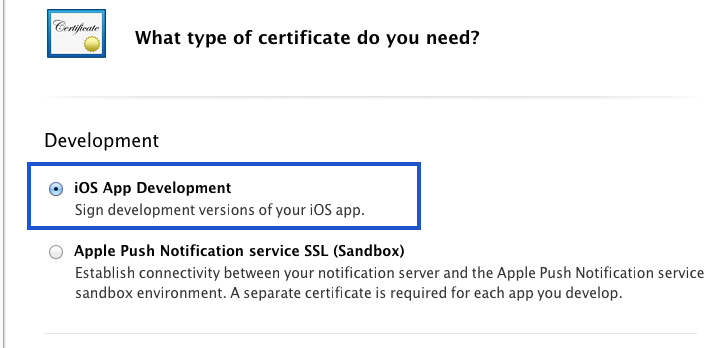 Certificate
What type of certificate do you need?
Development
iOS App Development
Sign development versions of your iOS app.
Apple Push Notification service SSL (Sandbox)
Establish connectivity between your notification server and the Apple Push Notification service
sandbox environment. A separate certificate is required for each app you develop.